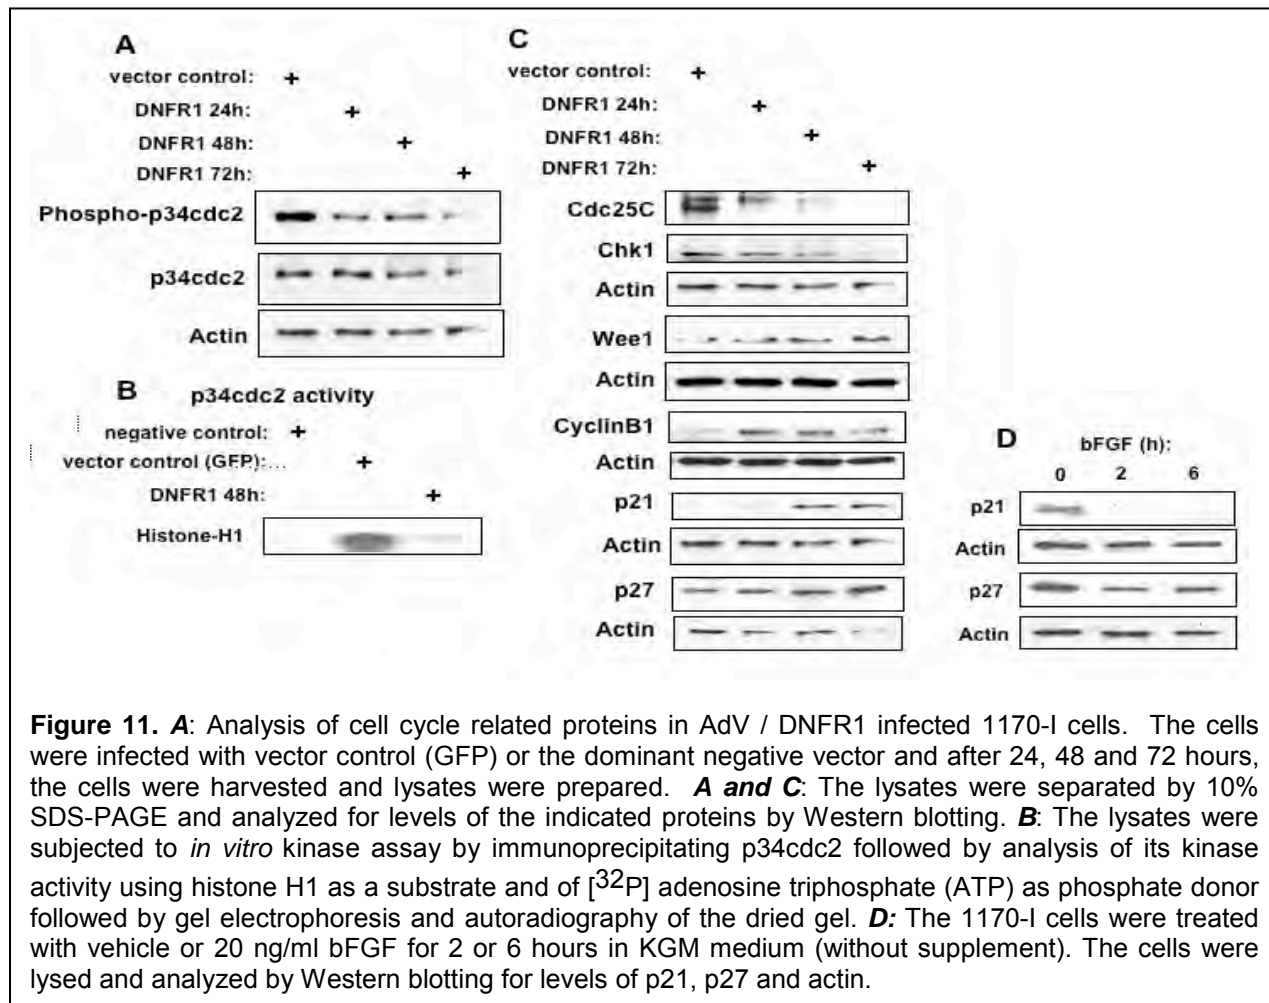 A
vector control: +
DNFR1 24h: +
DNFR1 48h: +
DNFR1 72h: +
Phospho-p34cdc2
p34cdc2
Actin
B p34cdc2 activity
negative control: +
vector control (GFP):... +
DNFR1 48h: +
Histone-H1
C
vector control: +
DNFR1 24h: +
DNFR1 48h: +
DNFR1 72h: +
Cdc25C
Chk1
Actin
Wee1
Actin
CyclinB1
Actin
p21
Actin
p27
Actin
D bFGF (h):
0 2 6
p21
Actin
p27
Actin
Figure 11. A: Analysis of cell cycle related proteins in AdV / DNFR1 infected 1170-I cells. The cells
were infected with vector control (GFP) or the dominant negative vector and after 24, 48 and 72 hours,
the cells were harvested and lysates were prepared. A and C: The lysates were separated by 10%
SDS-PAGE and analyzed for levels of the indicated proteins by Western blotting. B: The lysates were
subjected to in vitro kinase assay by immunoprecipitating p34cdc2 followed by analysis of its kinase
activity using histone H1 as a substrate and of [32P] adenosine triphosphate (ATP) as phosphate donor
followed by gel electrophoresis and autoradiography of the dried gel. D: The 1170-I cells were treated
with vehicle or 20 ng/ml bFGF for 2 or 6 hours in KGM medium (without supplement). The cells were
lysed and analyzed by Western blotting for levels of p21, p27 and actin.